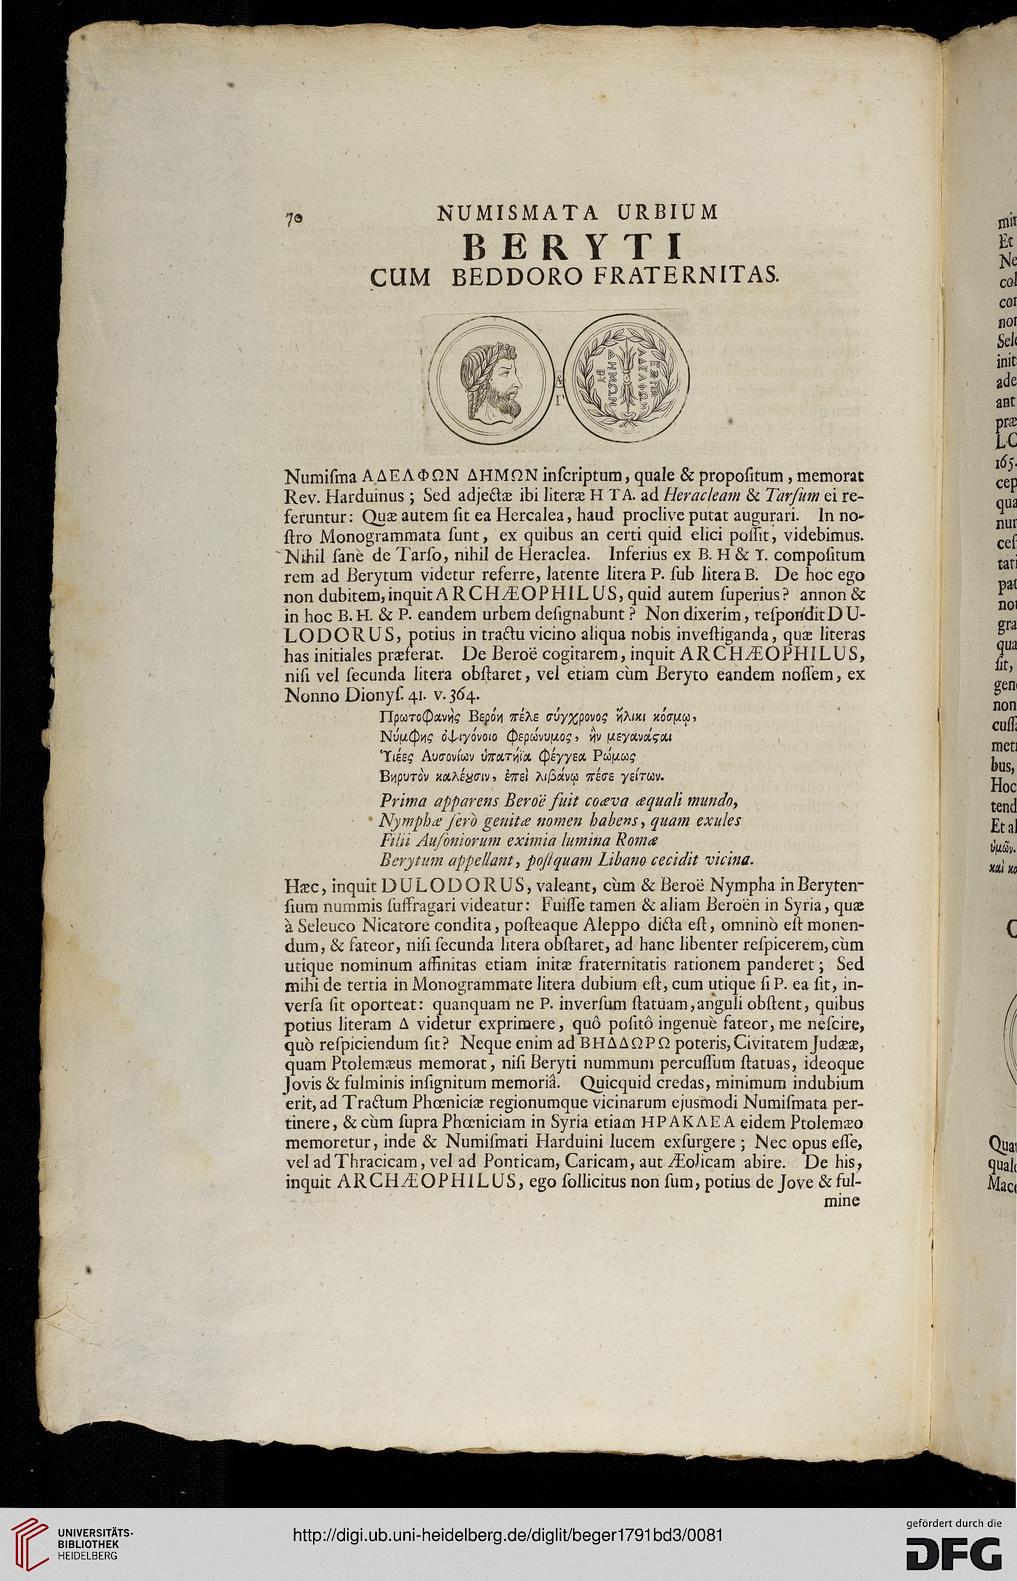 70
NUMISMATA URBIUM
BERYTI
CUM BEDDORO FRATERNITAS.
ΑΔΕΛΦΩΝ
ΔΗΜΩΝ
Numiſma ΑΔΕΛΦΩΝ ΔΗΜΩΝ inſcriptum, quale & propoſitum, memorat
Rev. Harduinus; Sed adjectæ ibi literæ H TA. ad Heracleam & Tarſum ei re-
feruntur: Quæ autem ſit ea Hercalea, haud proclive putat augurari. In no-
ſtro Monogrammata ſunt, ex quibus an certi quid elici poſſit, videbimus.
Nihil ſanè de Tarſo, nihil de Heraclea. Inferius ex B. H & Υ. compoſitum
rem ad Berytum videtur referre, latente litera P. ſub litera B. De hoc ego
non dubitem, inquit ARCHÆOPHILUS, quid autem ſuperius? annon &
in hoc B. H. & P. eandem urbem deſignabunt? Non dixerim, reſpondit DU-
LODORUS, potius in tractu vicino aliqua nobis inveſtiganda, quæ literas
has initiales præferat. De Beroë cogitarem, inquit ARCHÆOPHILUS,
niſi vel ſecunda litera obſtaret, vel etiam cùm Beryto eandem noſſem, ex
Nonno Dionyſ. 41. v. 364.
Πρωτοφανὴς Βερόη πέλε σύγχρονος ἥλικι κόσμῳ,
Νύμφης ὀψιγόνοιο φερώνυμος, ἣν μεγανάςαι
Ὑιέες Αυσονίων ὑπατήϊα φέγγεα Ρώμως
Βηρυτὸν καλέȣσιν, ἐπεὶ λιβάνῳ πέσε γείτων.
Prima apparens Beroë fuit coæva æquali mundo,
Nymphæ ſerò genitæ nomen habens, quam exules
Filii Auſoniorum eximia lumina Romæ
Berytum appellant, poſtquam Libano cecidit vicina.
Hæc, inquit DULODORUS, valeant, cùm & Beroë Nympha in Beryten-
ſium nummis ſuffragari videatur: Fuiſſe tamen & aliam Beroën in Syria, quæ
à Seleuco Nicatore condita, poſteaque Aleppo dicta eſt, omninò eſt monen-
dum, & fateor, niſi ſecunda litera obſtaret, ad hanc libenter reſpicerem, cùm
utique nominum affinitas etiam initæ fraternitatis rationem panderet; Sed
mihi de tertia in Monogrammate litera dubium eſt, cum utique ſi P. ea ſit, in-
verſa ſit oporteat: quanquam ne P. inverſum ſtatuam, anguli obſtent, quibus
potius literam Δ videtur exprimere, quô poſitô ingenuè fateor, me neſcire,
quò reſpiciendum ſit? Neque enim ad ΒΗΔΔΩΡΩ poteris, Civitatem Judææ,
quam Ptolemæus memorat, niſi Beryti nummum percuſſum ſtatuas, ideoque
Jovis & fulminis inſignitum memoriâ. Quicquid credas, minimum indubium
erit, ad Tractum Phœniciæ regionumque vicinarum ejusmodi Numiſmata per-
tinere, & cùm ſupra Phœniciam in Syria etiam ΗΡΑΚΛΕΑ eidem Ptolemæo
memoretur, inde & Numiſmati Harduini lucem exſurgere; Nec opus eſſe,
vel ad Thracicam, vel ad Ponticam, Caricam, aut Æolicam abire. De his,
inquit ARCHÆOPHILUS, ego ſollicitus non ſum, potius de Jove & ful-
mine
UNIVERSITÄTS-
BIBLIOTHEK
HEIDELBERG
http://digi.ub.uni-heidelberg.de/diglit/beger1791bd3/0081
gefördert durch die
DFG